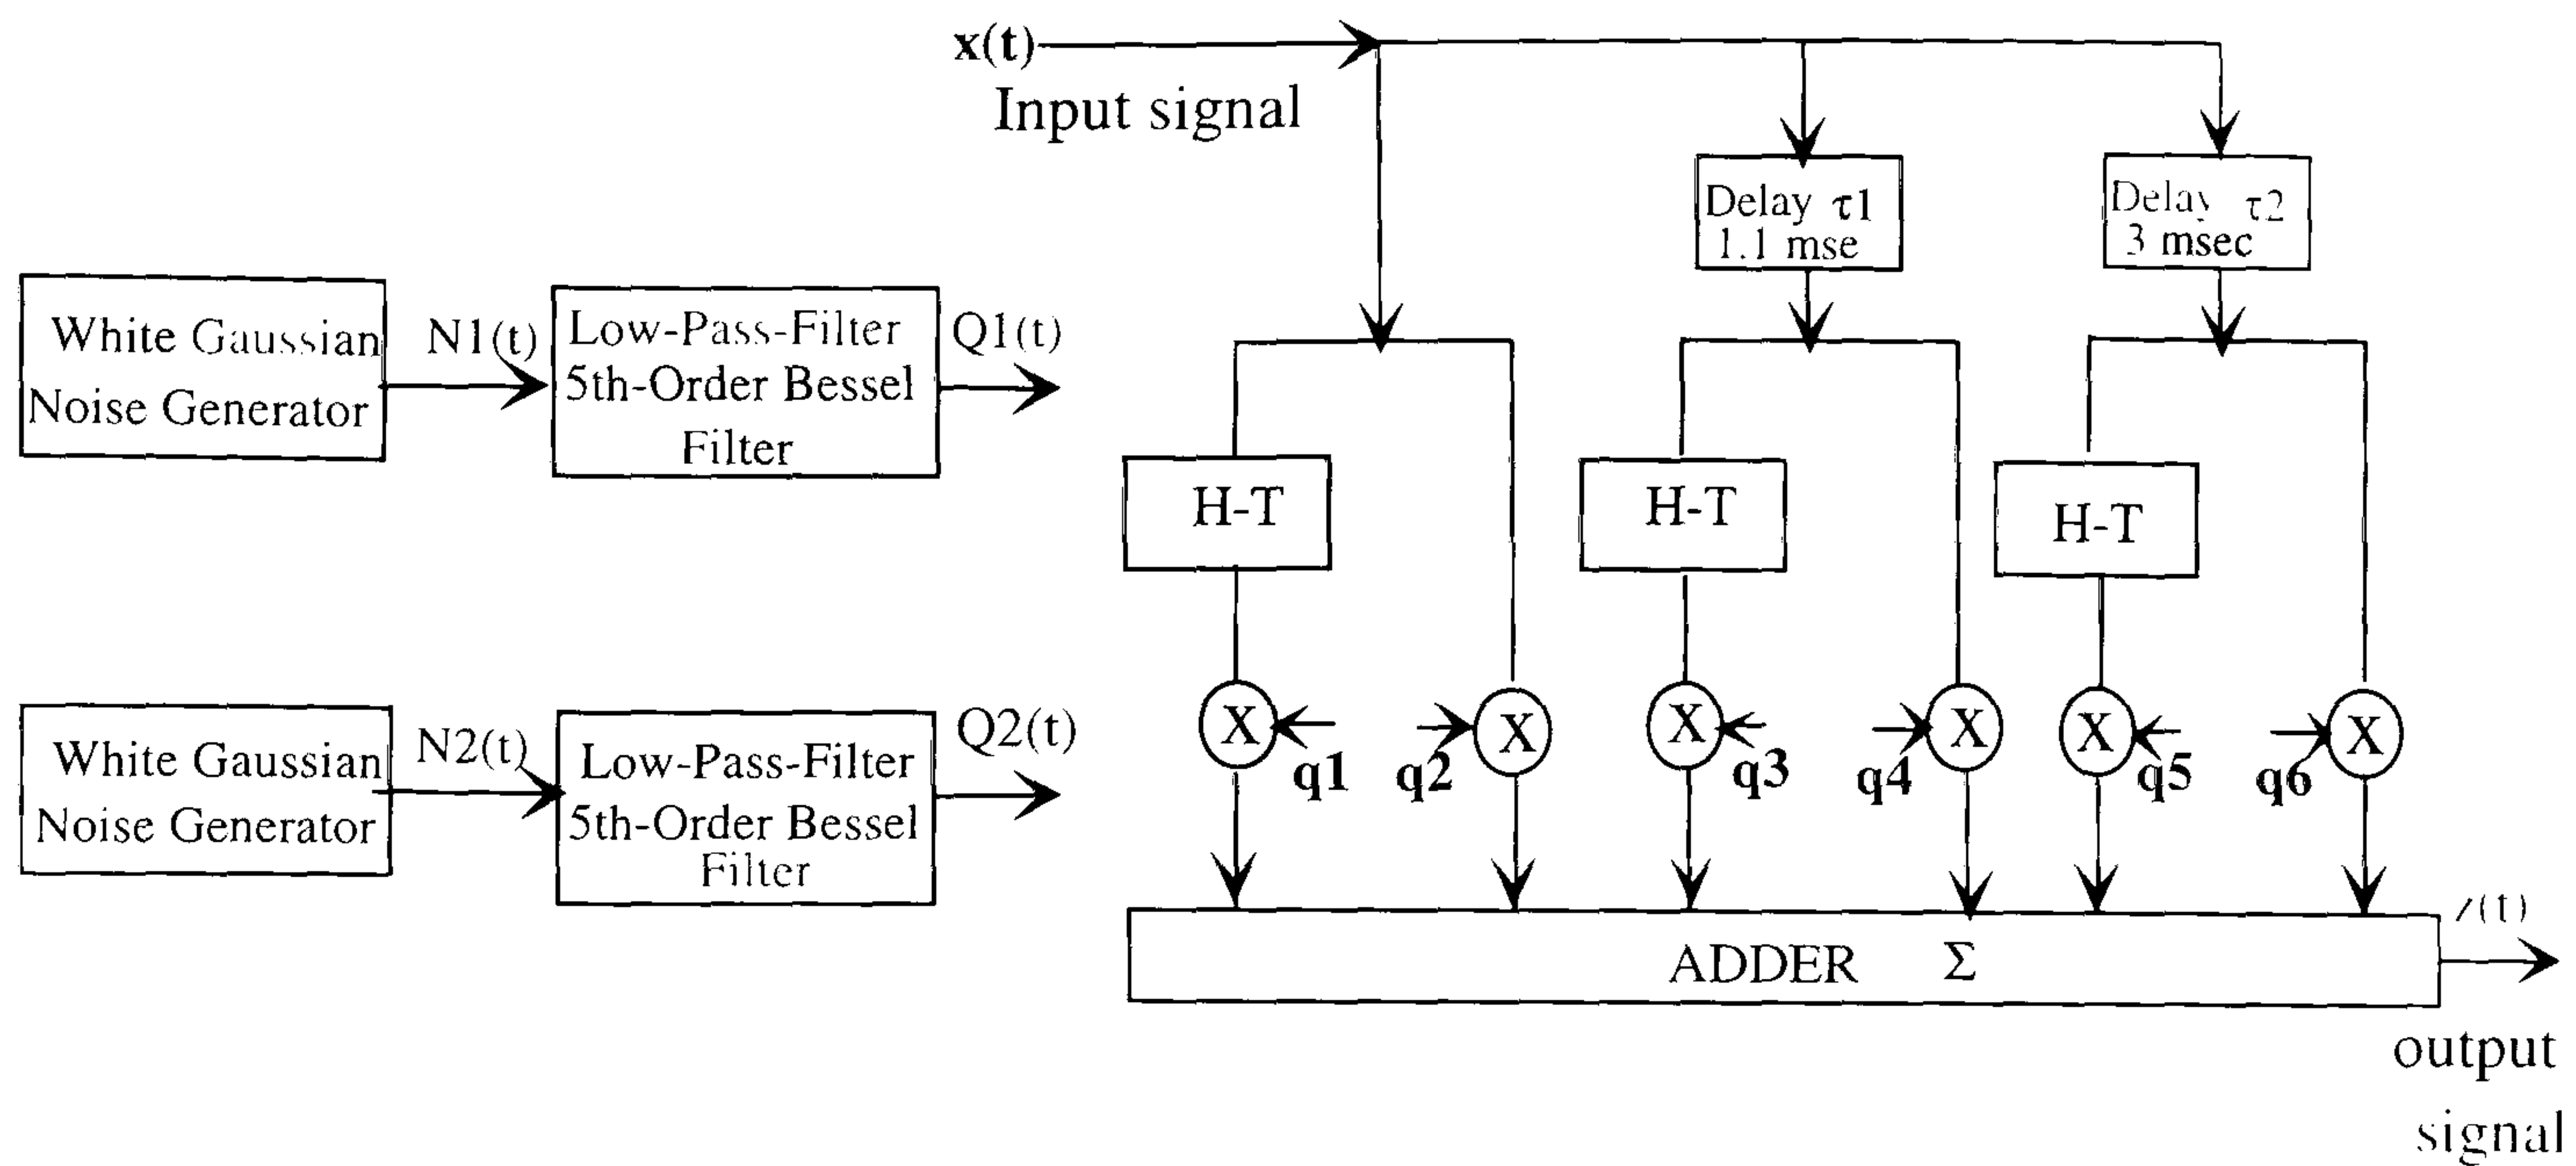 x(t)
Input signal
Delay τ1
1.1 mse
Delay τ2
3 msec
White Gaussian
Noise Generator
N1(t)
Low-Pass-Filter
5th-Order Bessel
Filter
Q1(t)
H-T
H-T
H-T
White Gaussian
Noise Generator
N2(t)
Low-Pass-Filter
5th-Order Bessel
Filter
Q2(t)
X
q1
q2
X
X
q3
q4
X
X
q5
q6
X
ADDER Σ
z(t)
output
signal